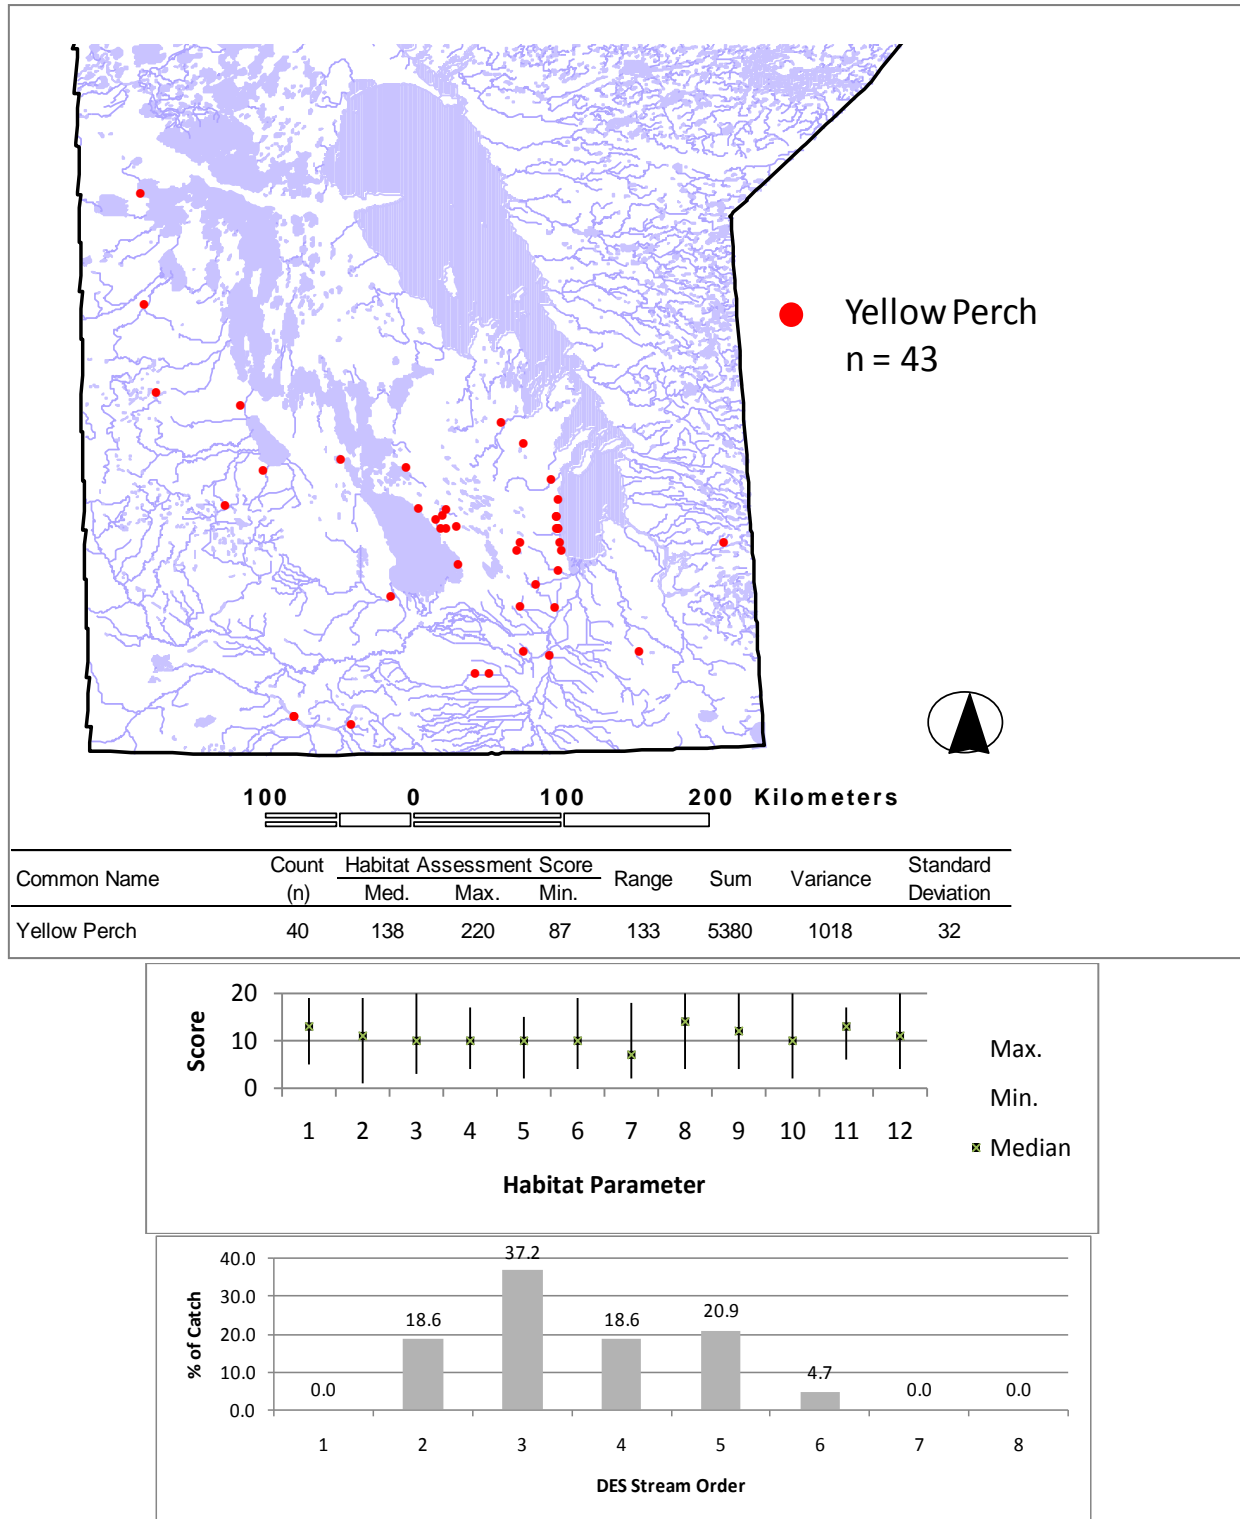 Yellow Perch
n = 43
100 0 100 200 Kilometers
Common Name Count (n) Habitat Assessment Score Med. Max. Min. Range Sum Variance Standard Deviation
Yellow Perch 40 138 220 87 133 5380 1018 32
20
10
0
Score
1 2 3 4 5 6 7 8 9 10 11 12
Habitat Parameter
Max.
Min.
Median
40.0
30.0
20.0
10.0
0.0
% of Catch
0.0 18.6 37.2 18.6 20.9 4.7 0.0 0.0
1 2 3 4 5 6 7 8
DES Stream Order